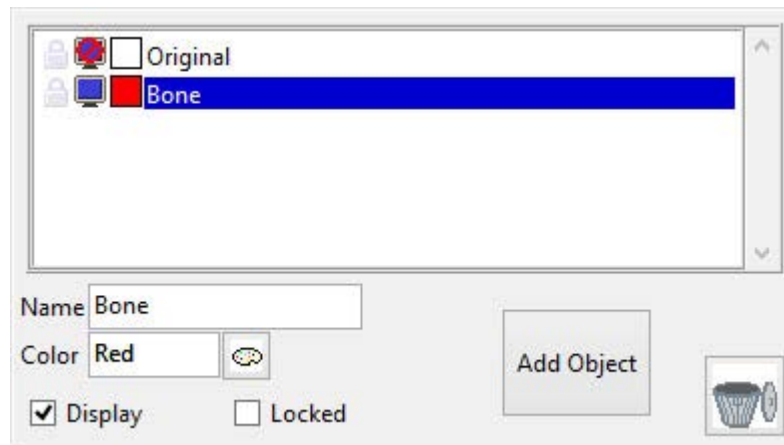 Original
Bone
Name Bone
Color Red
Add Object
Display Locked